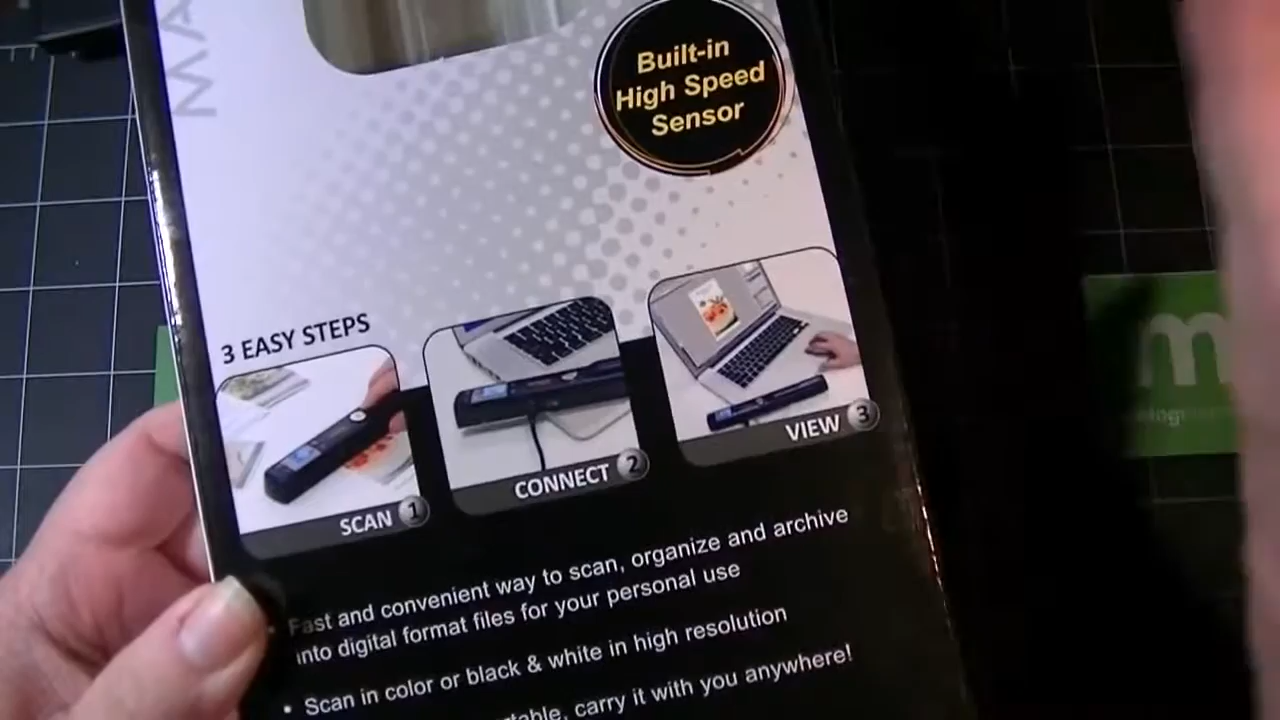 MA
Built-in
High Speed
Sensor
3 EASY STEPS
SCAN 1
CONNECT 2
VIEW 3
• Fast and convenient way to scan, organize and archive
into digital format files for your personal use
• Scan in color or black & white in high resolution
carry it with you anywhere!
m